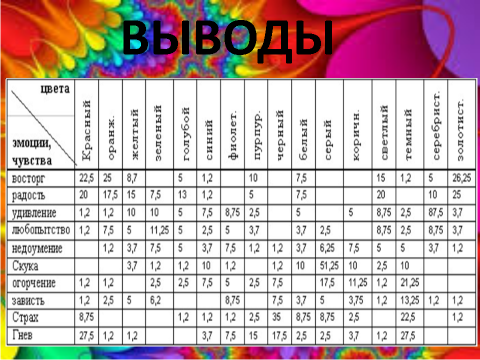 ВЫВОДЫ
цвета
эмоции, чувства Красный оранж. желтый зеленый голубой синий фиолет. пурпур. черный белый серый коричн. светлый темный серебрист. золотист.
восторг 22,5 25 8,7 5 1,2 10 7,5 15 1,2 5 26,25
радость 20 17,5 15 7,5 13 1,2 5 7,5 20 10 25
удивление 1,2 1,2 10 10 5 7,5 8,75 2,5 5 5 8,75 2,5 87,5 3,7
любопытство 1,2 7,5 5 11,25 5 2,5 5 3,7 3,7 2,5 8,75 2,5 8,75 3,7
недоумение 1,2 3,7 7,5 5 3,7 7,5 1,2 1,2 3,7 6,25 7,5 5 5 3,7 1,2
Скука 3,7 1,2 1,2 10 1,2 1,2 10 51,25 10 2,5 10
огорчение 1,2 1,2 2,5 2,5 7,5 5 2,5 7,5 17,5 11,25 1,2 21,25
зависть 1,2 2,5 5 6,2 8,75 7,5 3,7 5 3,75 1,2 13,25 1,2 1,2
Страх 8,75 1,2 1,2 1,2 2,5 35 8,75 8,75 2,5 22,5 1,2
Гнев 27,5 1,2 1,2 3,7 7,5 15 17,5 2,5 2,5 3,7 1,2 27,5